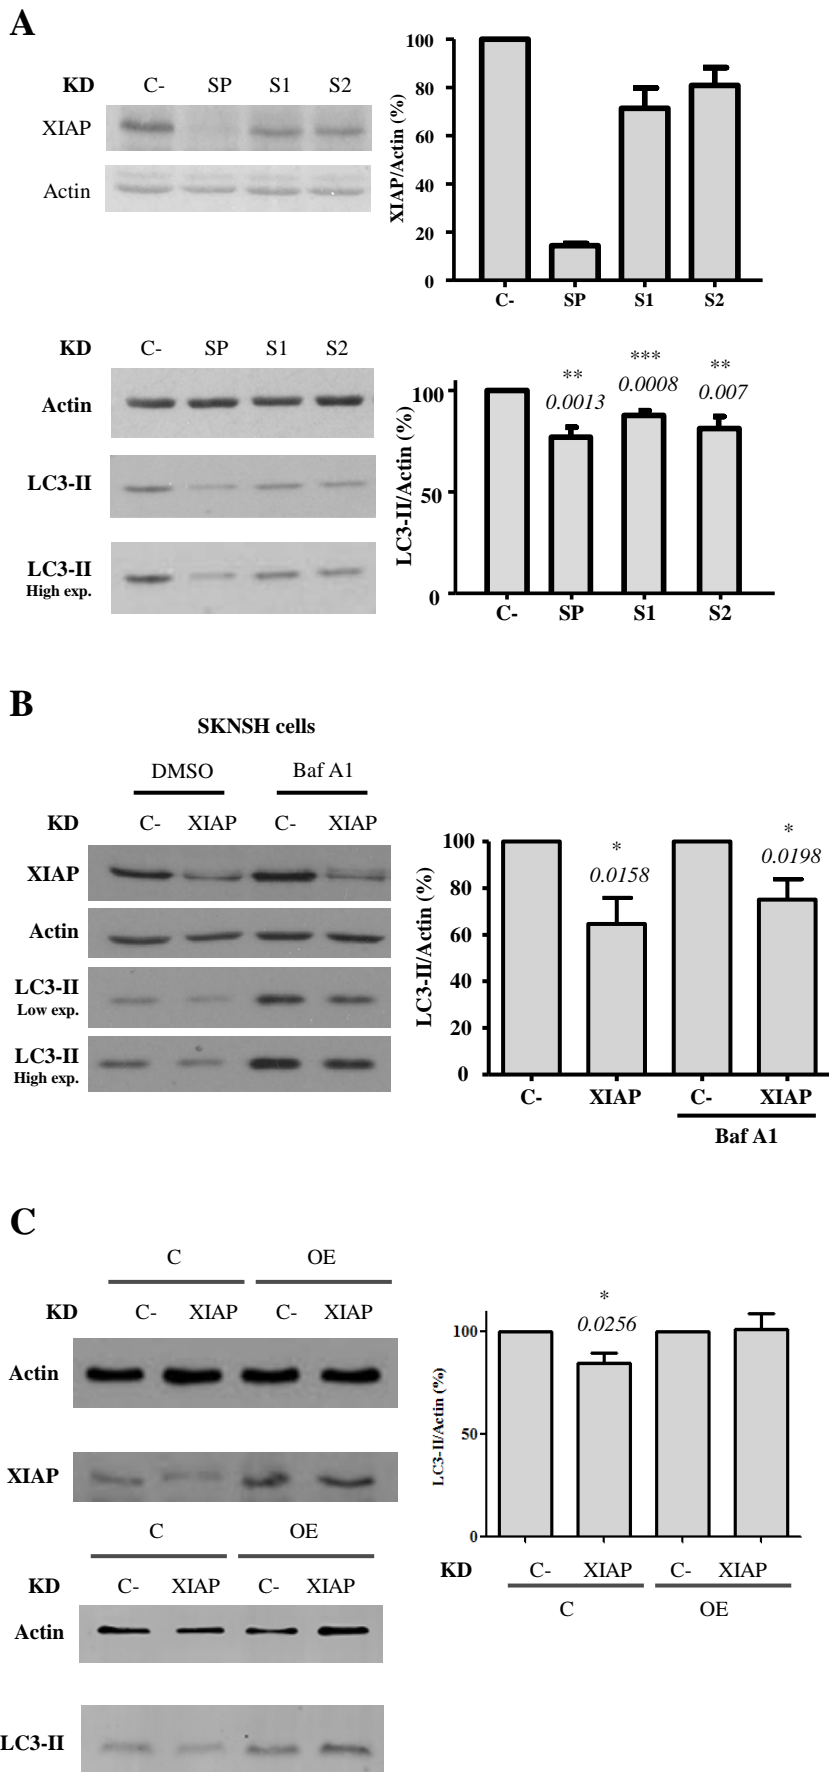 A
KD C- SP S1 S2
XIAP
Actin
XIAP/Actin (%)
100
80
60
40
20
0
C- SP S1 S2
KD C- SP S1 S2
Actin
LC3-II
LC3-II
High exp.
LC3-II/Actin (%)
100
50
0
** *** **
0.0013 0.0008 0.007
C- SP S1 S2
B
SKNSH cells
DMSO Baf A1
KD C- XIAP C- XIAP
XIAP
Actin
LC3-II
Low exp.
LC3-II
High exp.
LC3-II/Actin (%)
100
80
60
40
20
0
* *
0.0158 0.0198
C- XIAP C- XIAP
Baf A1
C
C OE
KD C- XIAP C- XIAP
Actin
XIAP
C OE
KD C- XIAP C- XIAP
Actin
LC3-II
LC3-II/Actin (%)
100
50
0
*
0.0256
KD C- XIAP C- XIAP
C OE